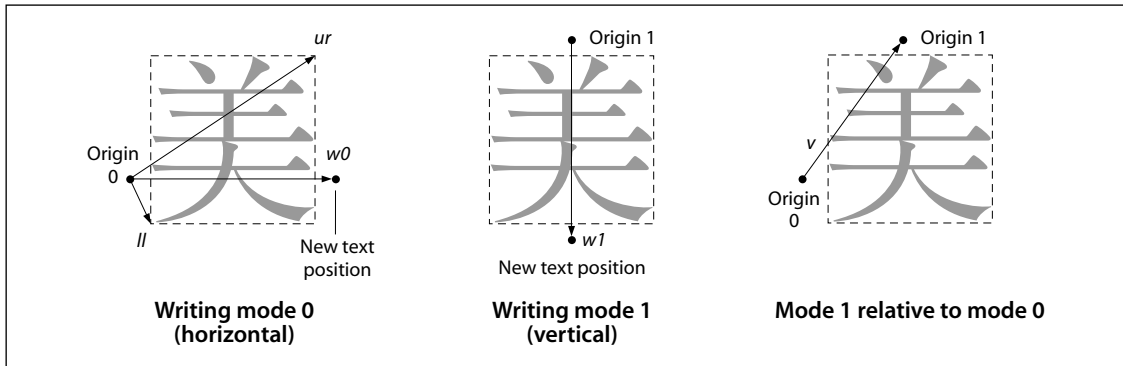 ur
Origin
0
w0
ll
New text
position
美
Writing mode 0
(horizontal)
Origin 1
美
w1
New text position
Writing mode 1
(vertical)
Origin 1
v
Origin
0
美
Mode 1 relative to mode 0